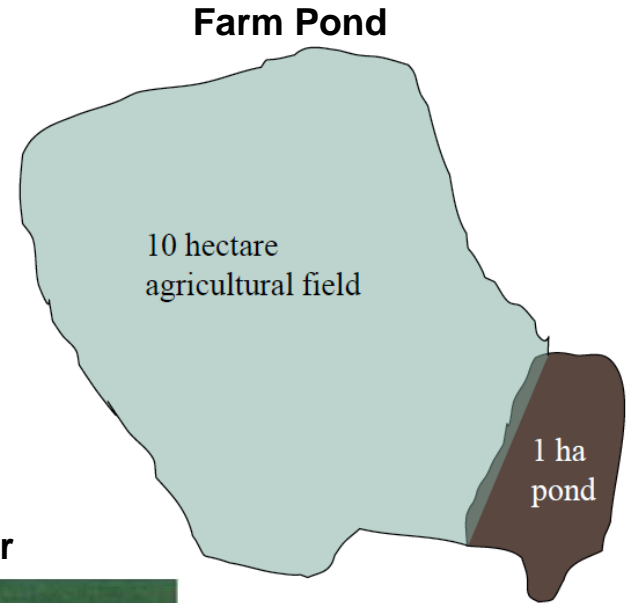 Farm Pond
10 hectare
agricultural field
1 ha
pond
r